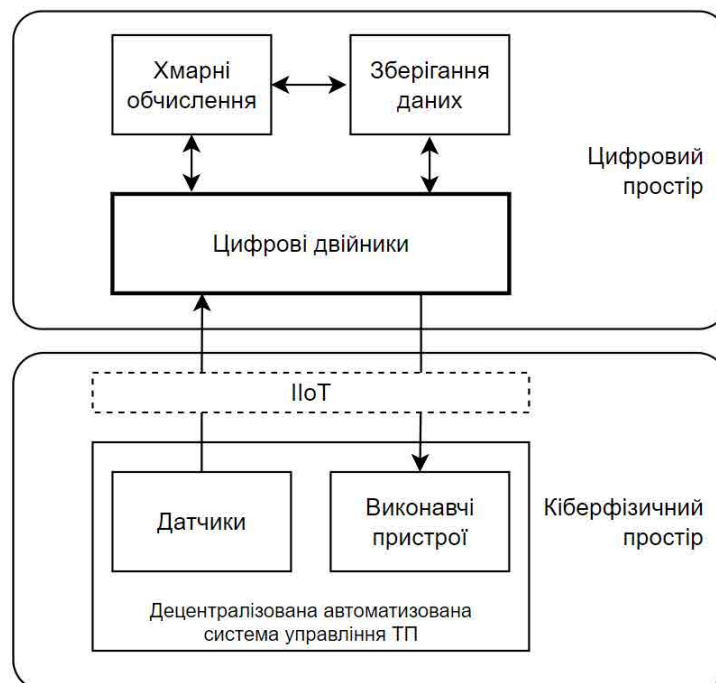 Хмарні
обчислення
Зберігання
даних
Цифровий
простір
Цифрові двійники
IIoT
Датчики
Виконавчі
пристрої
Кіберфізичний
простір
Децентралізована автоматизована
система управління ТП